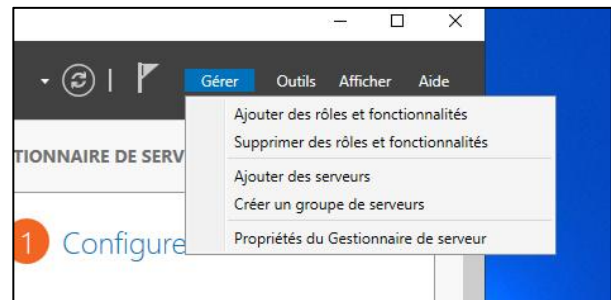 Gérer Outils Afficher Aide
Ajouter des rôles et fonctionnalités
Supprimer des rôles et fonctionnalités
TIONNAIRE DE SERV
Ajouter des serveurs
Créer un groupe de serveurs
Propriétés du Gestionnaire de serveur
1 Configure